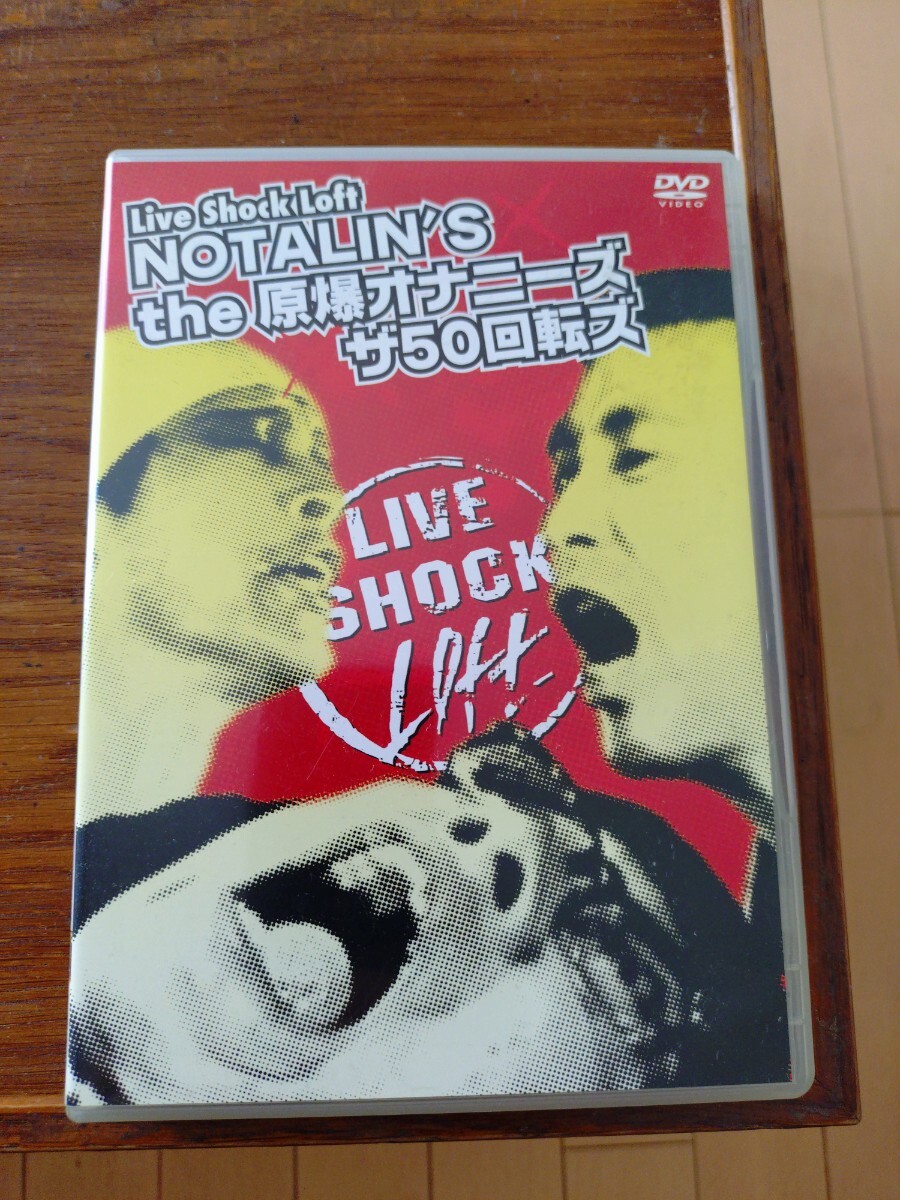 Live Shock Loft
NOTALIN'S
the 原爆オナニーズ
ザ50回転ズ
DVD
VIDEO
LIVE
SHOCK
Loft